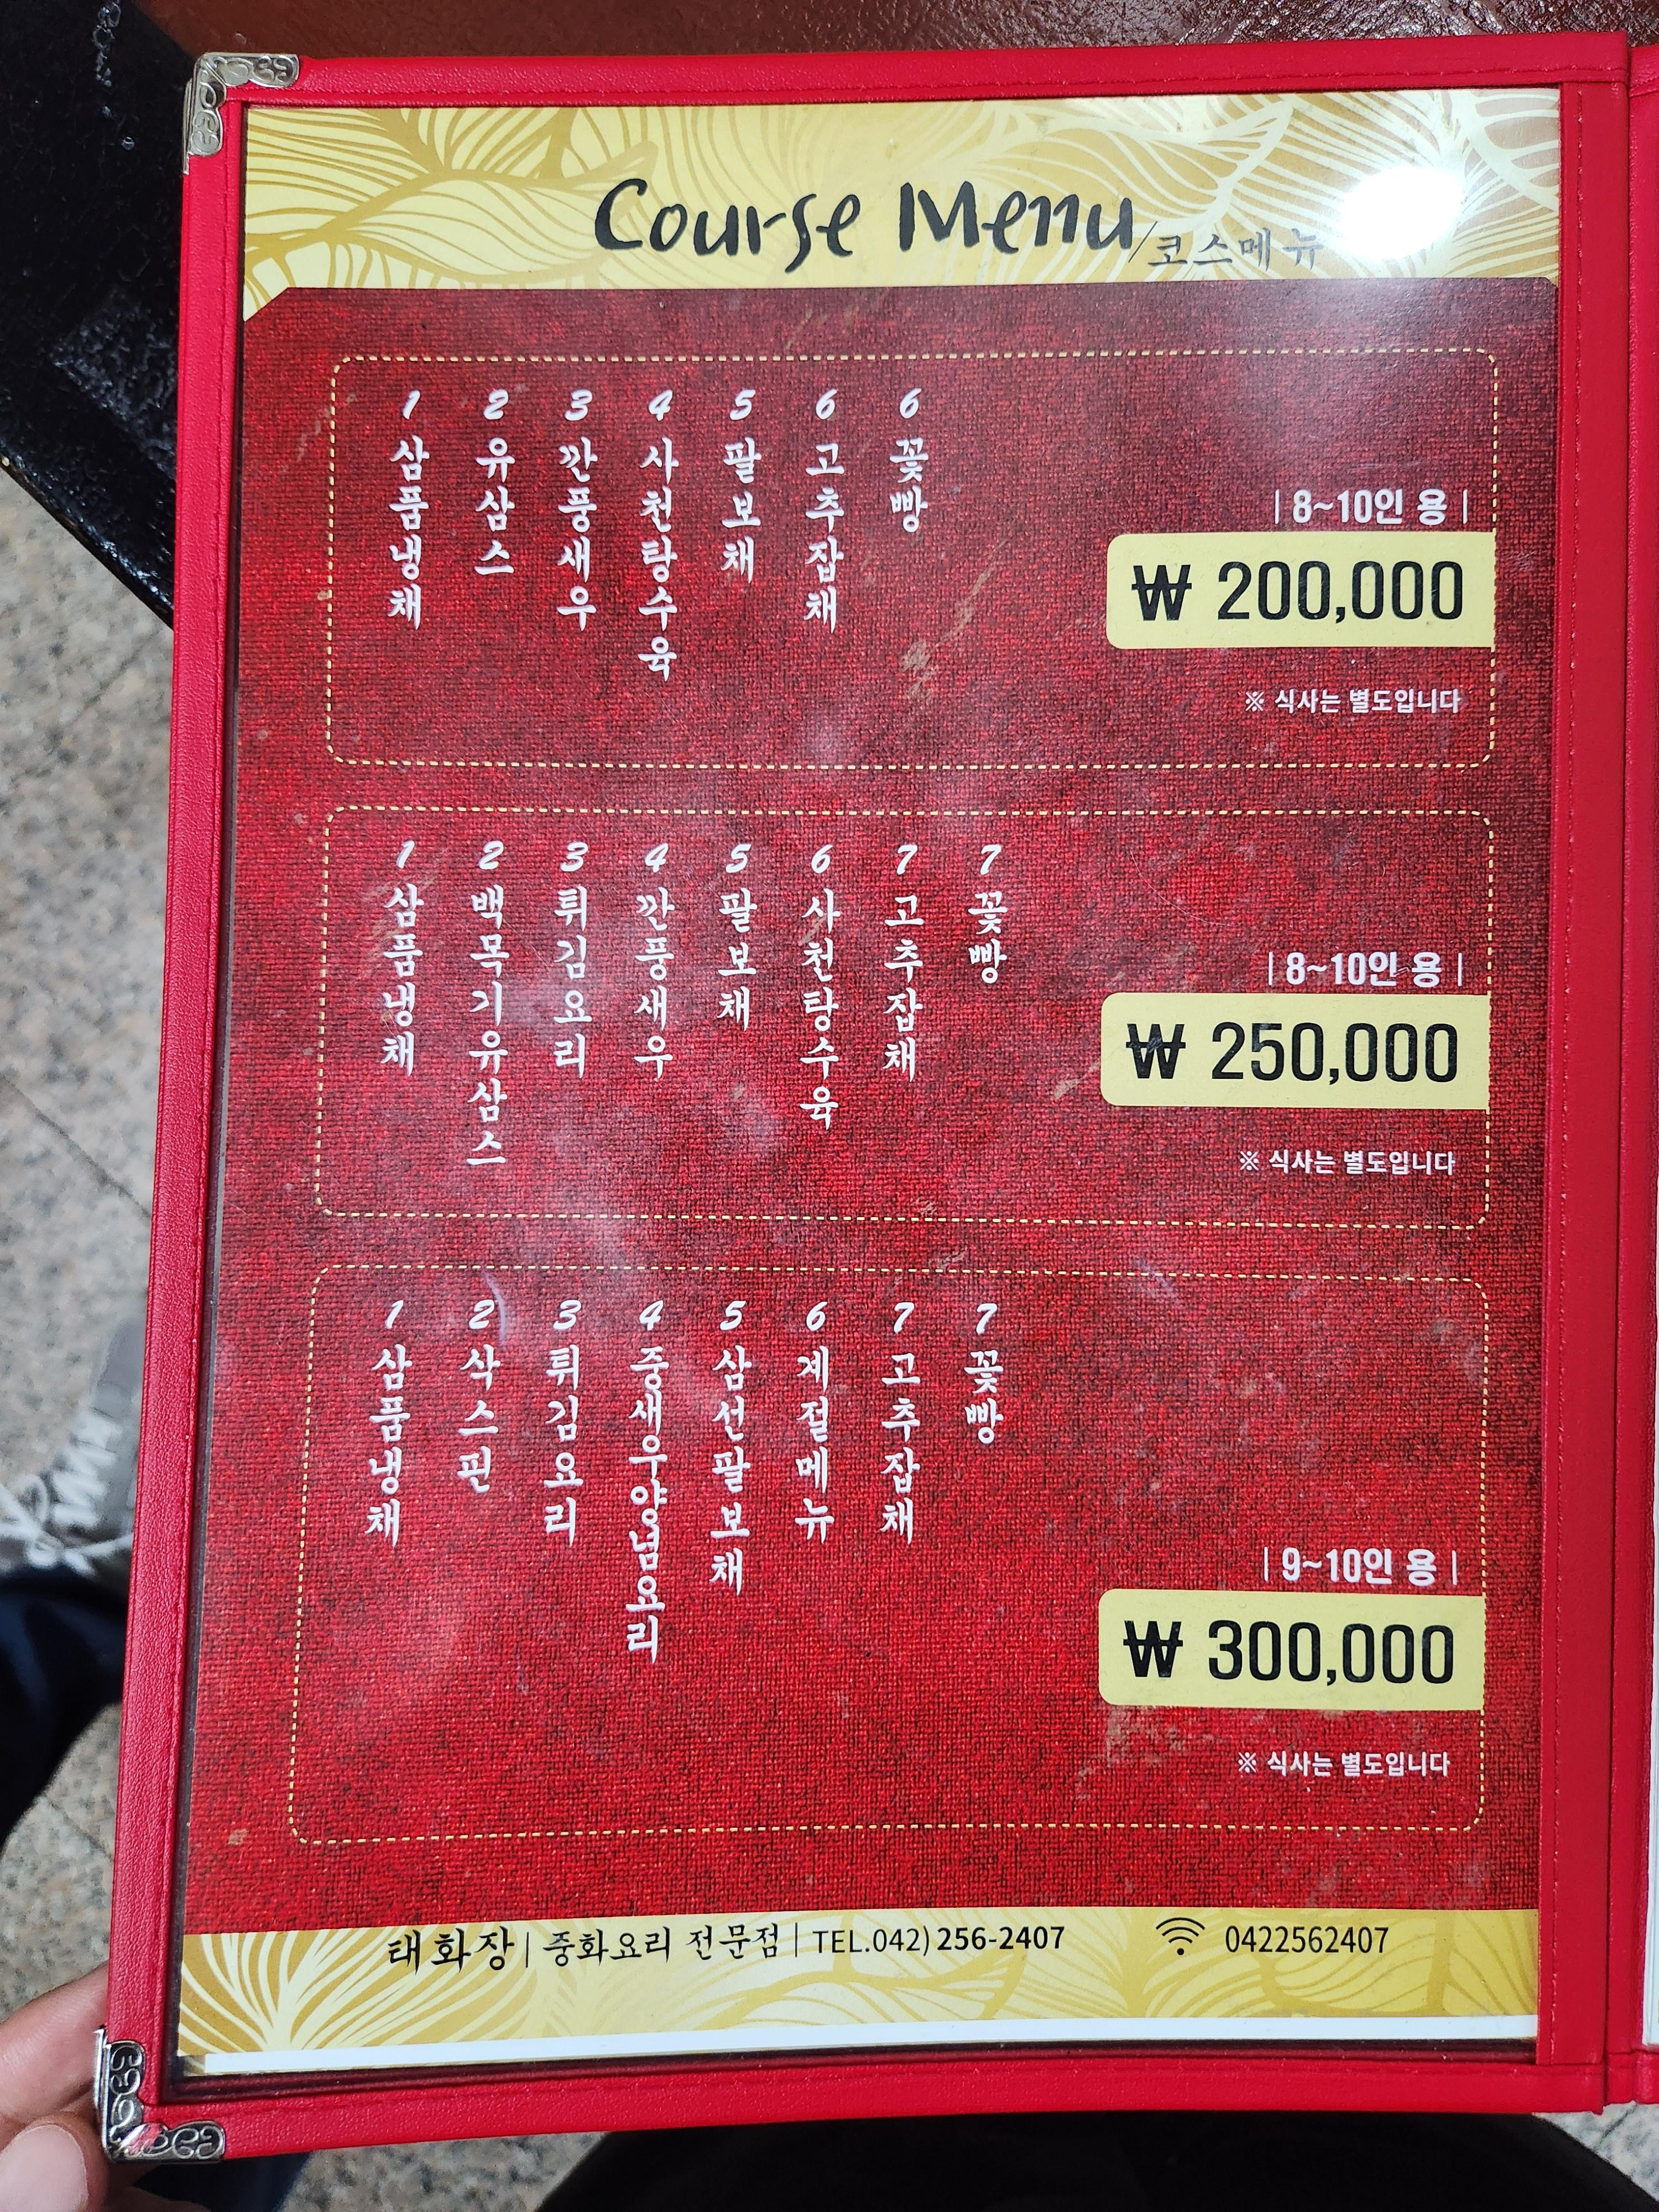 Course Menu/코스메뉴
1 삼품냉채
2 유삼스
3 깐풍새우
4 사천탕수육
5 팔보채
6 고추잡채
6 꽃빵
| 8~10인 용 |
₩ 200,000
※ 식사는 별도입니다
1 삼품냉채
2 백목기유삼스
3 튀김요리
4 깐풍새우
5 팔보채
6 사천탕수육
7 고추잡채
7 꽃빵
| 8~10인 용 |
₩ 250,000
※ 식사는 별도입니다
1 삼품냉채
2 삭스핀
3 튀김요리
4 중새우양념요리
5 삼선팔보채
6 계절메뉴
7 고추잡채
7 꽃빵
| 9~10인 용 |
₩ 300,000
※ 식사는 별도입니다
태화장 | 중화요리 전문점 | TEL.042)256-2407 0422562407